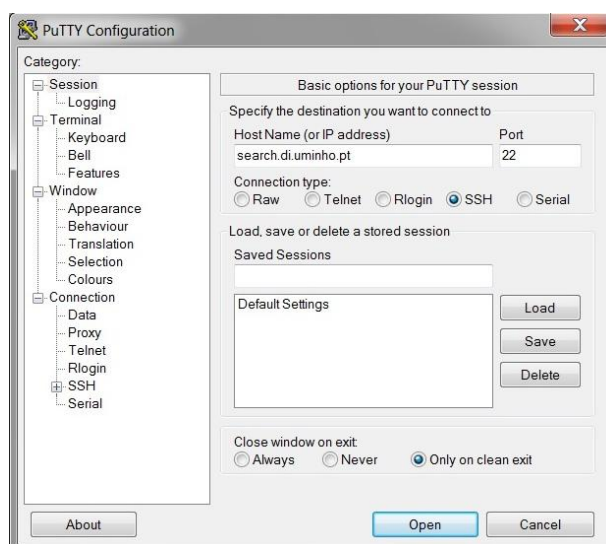 PuTTY Configuration
Category:
Session
Logging
Terminal
Keyboard
Bell
Features
Window
Appearance
Behaviour
Translation
Selection
Colours
Connection
Data
Proxy
Telnet
Rlogin
SSH
Serial
Basic options for your PuTTY session
Specify the destination you want to connect to
Host Name (or IP address) Port
search.di.uminho.pt 22
Connection type:
Raw Telnet Rlogin SSH Serial
Load, save or delete a stored session
Saved Sessions
Default Settings
Load
Save
Delete
Close window on exit:
Always Never Only on clean exit
About Open Cancel